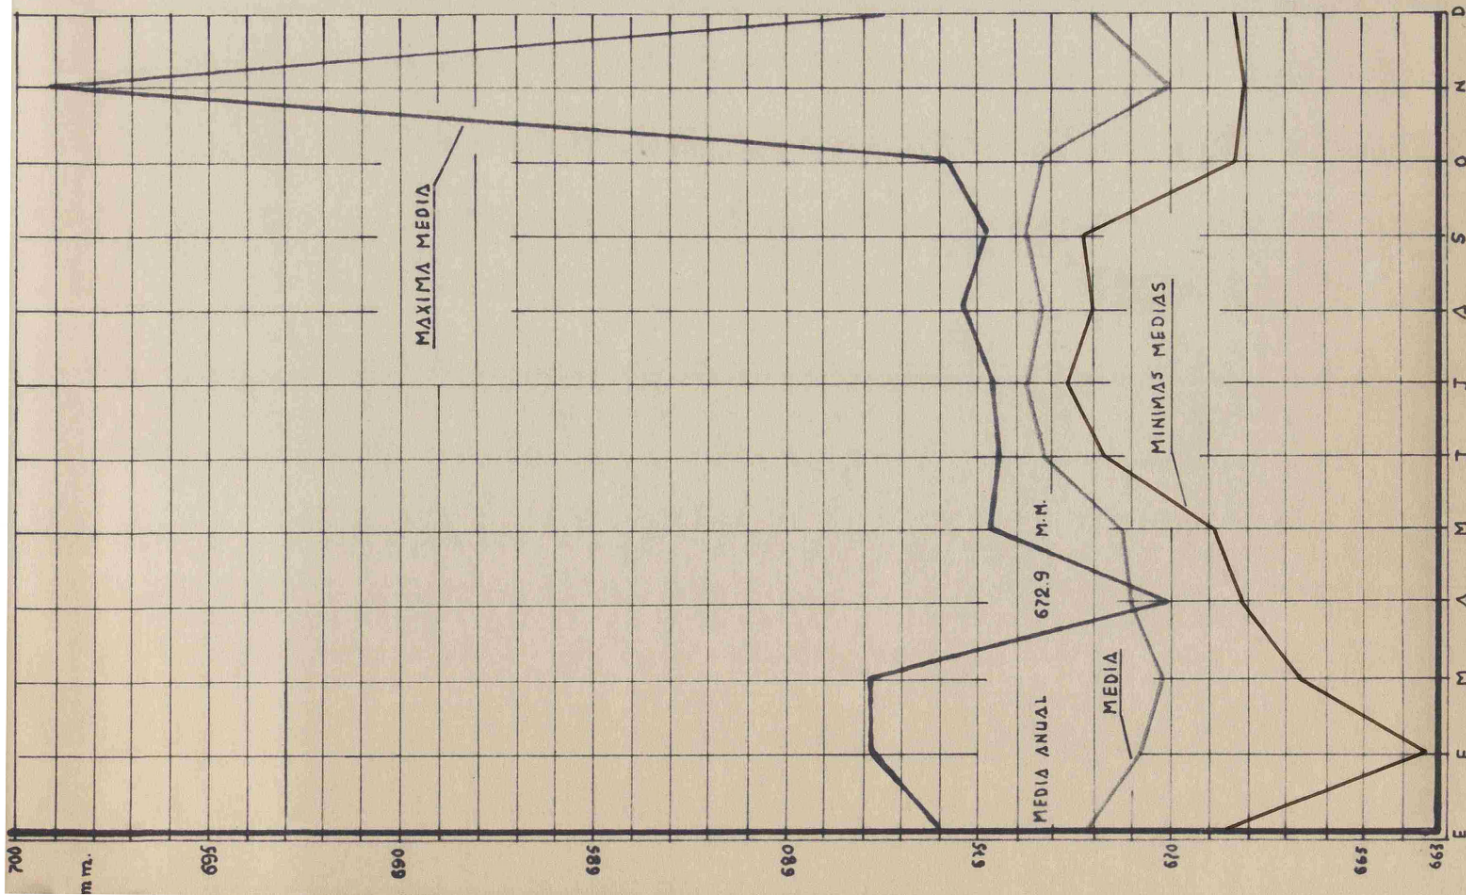 700
mm.
695
690
685
680
675
670
665
663
MAXIMA MEDIA
MEDIA ANUAL 672.9 M.M.
MEDIA
MINIMAS MEDIAS
E F M A M J J A S O N D